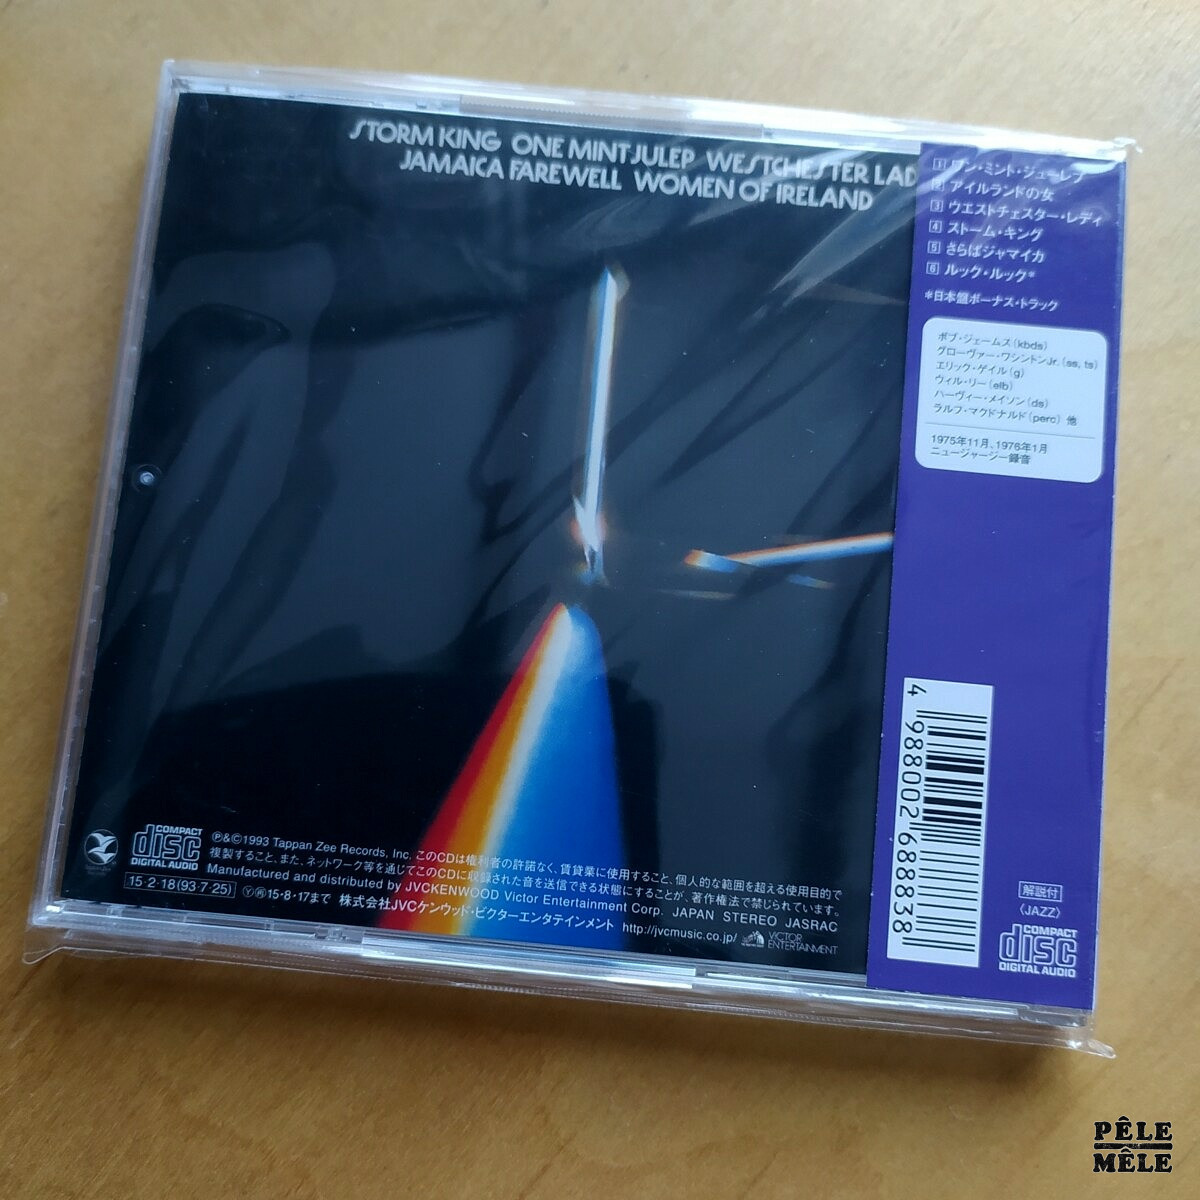 STORM KING ONE MINT JULEP WESTCHESTER LAD
JAMAICA FAREWELL WOMEN OF IRELAND
1 ワン・ミント・ジューレプ
2 アイルランドの女
3 ウエストチェスター・レディ
4 ストーム・キング
5 さらばジャマイカ
6 ルック・ルック*
*日本盤ボーナス・トラック
ボブ・ジェームス(kbds)
グローヴァー・ワシントンJr.(ss, ts)
エリック・ゲイル(g)
ウィル・リー(elb)
ハーヴィー・メイソン(ds)
ラルフ・マクドナルド(perc) 他
1975年11月、1976年1月
ニュージャージー録音
4 988002 688838
解説付
〈JAZZ〉
COMPACT
disc
DIGITAL AUDIO
COMPACT
disc
DIGITAL AUDIO
℗&©1993 Tappan Zee Records, Inc. このCDは権利者の許諾なく、賃貸業に使用すること、個人的な範囲を超える使用目的で
複製すること、また、ネットワーク等を通じてこのCDに収録された音を送信できる状態にすることが、著作権法で禁じられています。
Manufactured and distributed by JVCKENWOOD Victor Entertainment Corp. JAPAN STEREO JASRAC
15・2・18(93・7・25) Ⓨ 15・8・17まで 株式会社JVCケンウッド・ビクターエンタテインメント http://jvcmusic.co.jp/ VICTOR
ENTERTAINMENT
PÊLE
MÊLE